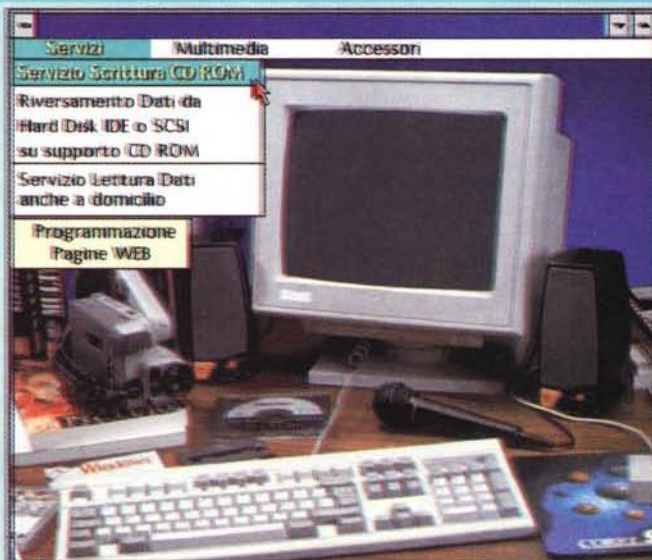 Servizi Multimedia Accessori
Servizio Scrittura CD ROM
Riversamento Dati da
Hard Disk IDE o SCSI
su supporto CD ROM
Servizio Lettura Dati
anche a domicilio
Programmazione
Pagine WEB
Windows